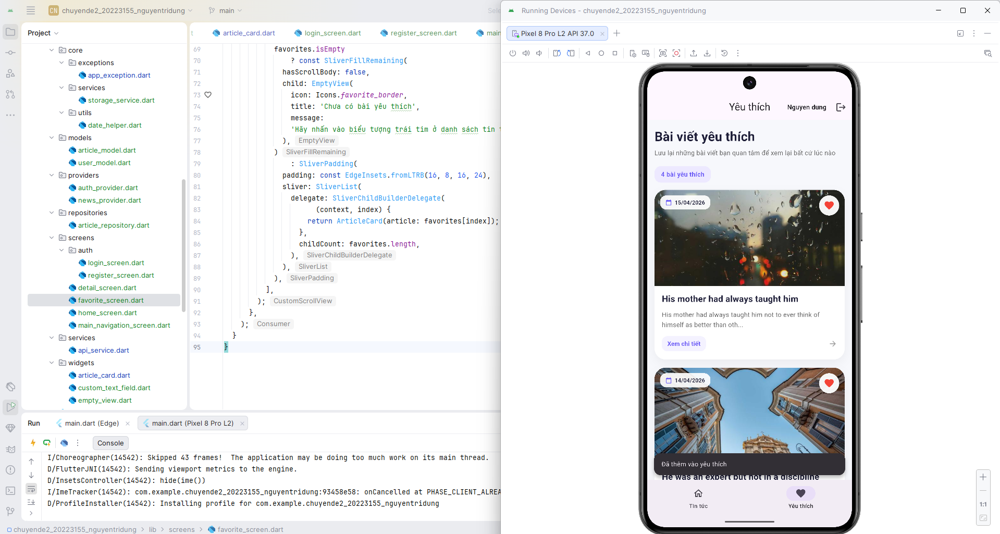 CN chuyende2_20223155_nguyentridung
main
Sele
Project
core
exceptions
app_exception.dart
services
storage_service.dart
utils
date_helper.dart
models
article_model.dart
user_model.dart
providers
auth_provider.dart
news_provider.dart
repositories
article_repository.dart
screens
auth
login_screen.dart
register_screen.dart
detail_screen.dart
favorite_screen.dart
home_screen.dart
main_navigation_screen.dart
services
api_service.dart
widgets
article_card.dart
custom_text_field.dart
empty_view.dart
t article_card.dart login_screen.dart register_screen.dart main
69 favorites.isEmpty
70 ? const SliverFillRemaining(
71 hasScrollBody: false,
72 child: EmptyView(
73 icon: Icons.favorite_border,
74 title: 'Chưa có bài yêu thích',
75 message:
76 'Hãy nhấn vào biểu tượng trái tim ở danh sách tin t
77 ), EmptyView
78 ) SliverFillRemaining
79 : SliverPadding(
80 padding: const EdgeInsets.fromLTRB(16, 8, 16, 24),
81 sliver: SliverList(
82 delegate: SliverChildBuilderDelegate(
83 (context, index) {
84 return ArticleCard(article: favorites[index]);
85 },
86 childCount: favorites.length,
87 ), SliverChildBuilderDelegate
88 ), SliverList
89 ), SliverPadding
90 ],
91 ); CustomScrollView
92 },
93 ); Consumer
94 }
95 }
Run main.dart (Edge) main.dart (Pixel 8 Pro L2)
Console
I/Choreographer(14542): Skipped 43 frames!  The application may be doing too much work on its main thread.
D/FlutterJNI(14542): Sending viewport metrics to the engine.
D/InsetsController(14542): hide(ime())
I/ImeTracker(14542): com.example.chuyende2_20223155_nguyentridung:93458e58: onCancelled at PHASE_CLIENT_ALREA
D/ProfileInstaller(14542): Installing profile for com.example.chuyende2_20223155_nguyentridung
chuyende2_20223155_nguyentridung > lib > screens > favorite_screen.dart
Running Devices - chuyende2_20223155_nguyentridung
Pixel 8 Pro L2 API 37.0
Yêu thích
Nguyen dung
Bài viết yêu thích
Lưu lại những bài viết bạn quan tâm để xem lại bất cứ lúc nào
4 bài yêu thích
15/04/2026
His mother had always taught him
His mother had always taught him not to ever think of
himself as better than oth...
Xem chi tiết
14/04/2026
Đã thêm vào yêu thích
He was an expert but not in a discipline
Tin tức
Yêu thích
1:1